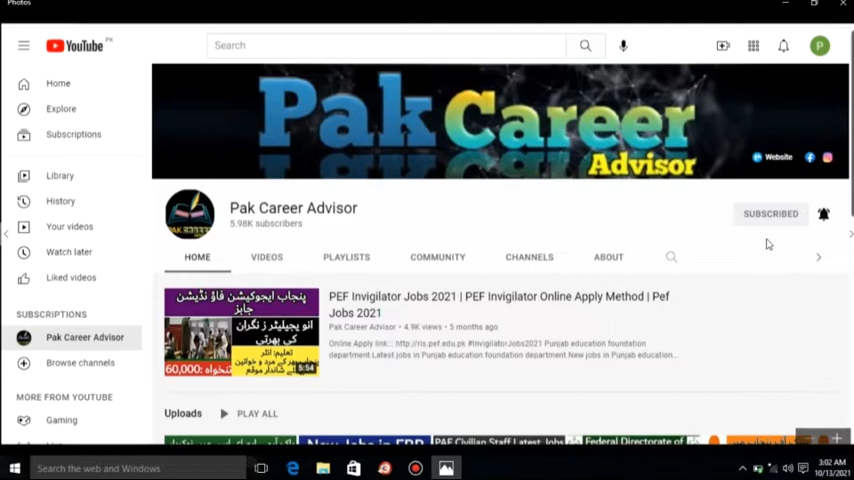 Photos
YouTube PK
Search
P
Home
Explore
Subscriptions
Library
History
Your videos
Watch later
Liked videos
SUBSCRIPTIONS
Pak Career Advisor
Browse channels
MORE FROM YOUTUBE
Gaming
Pak Career
Advisor
Website
Pak Career Advisor
5.98K subscribers
SUBSCRIBED
HOME VIDEOS PLAYLISTS COMMUNITY CHANNELS ABOUT
پنجاب ایجوکیشن فاؤنڈیشن
جابز
انویجیلیٹرز نگران
کی بھرتی
تعلیم: انٹر
تنخواہ: 60,000
5:54
PEF Invigilator Jobs 2021 | PEF Invigilator Online Apply Method | Pef
Jobs 2021
Pak Career Advisor • 4.9K views • 5 months ago
Online Apply link:: http://ris.pef.edu.pk #InvigilatorJobs2021 Punjab education foundation
department.Latest jobs in Punjab education foundation department.New jobs in Punjab education...
Uploads PLAY ALL
New Jobs in FBR
PAF Civilian Staff Latest Jobs
Federal Directorate of
Search the web and Windows
3:02 AM
10/13/2021